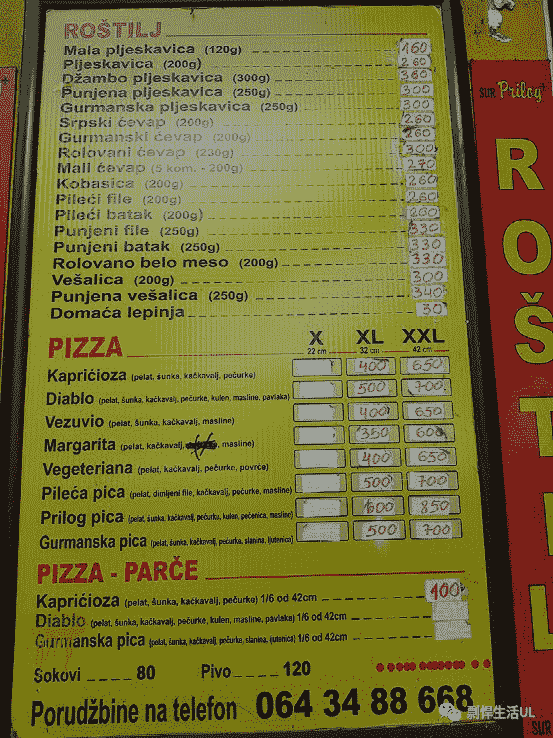 ROŠTILJ
Mala pljeskavica (120g) 160
Pljeskavica (200g) 260
Džambo pljeskavica (300g) 360
Punjena pljeskavica (250g) 300
Gurmanska pljeskavica (250g) 300
Srpski ćevap (200g) 260
Gurmanski ćevap (200g) 260
Rolovani ćevap (230g) 300
Mali ćevap (5 kom. - 200g) 270
Kobasica (200g) 260
Pileći file (200g) 260
Pileći batak (200g) 260
Punjeni file (250g) 330
Punjeni batak (250g) 330
Rolovano belo meso (200g) 330
Vešalica (200g) 300
Punjena vešalica (250g) 340
Domaća lepinja 30
PIZZA X XL XXL
22 cm 32 cm 42 cm
Kapričioza (pelat, šunka, kačkavalj, pečurke) 400 650
Diablo (pelat, šunka, kačkavalj, pečurke, kulen, masline, pavlaka) 500 700
Vezuvio (pelat, šunka, kačkavalj, masline) 400 650
Margarita (pelat, kačkavalj, masline) 350 600
Vegeteriana (pelat, kačkavalj, pečurke, povrće) 400 650
Pileća pica (pelat, dimljeni file, kačkavalj, pečurke, masline) 500 700
Prilog pica (pelat, šunka, kačkavalj, pečurke, kulen, pečenica, masline) 600 850
Gurmanska pica (pelat, šunka, kačkavalj, pečurke, slanina, ljutenica) 500 700
PIZZA - PARČE
Kapričioza (pelat, šunka, kačkavalj, pečurke) 1/6 od 42cm 100
Diablo (pelat, šunka, kačkavalj, pečurke, kulen, masline, pavlaka) 1/6 od 42cm
Gurmanska pica (pelat, šunka, kačkavalj, pečurke, slanina, ljutenica) 1/6 od 42cm
Sokovi 80 Pivo 120
Porudžbine na telefon 064 34 88 668
SUR Prilog
ROŠTILJ
SUR
剽悍生活UL